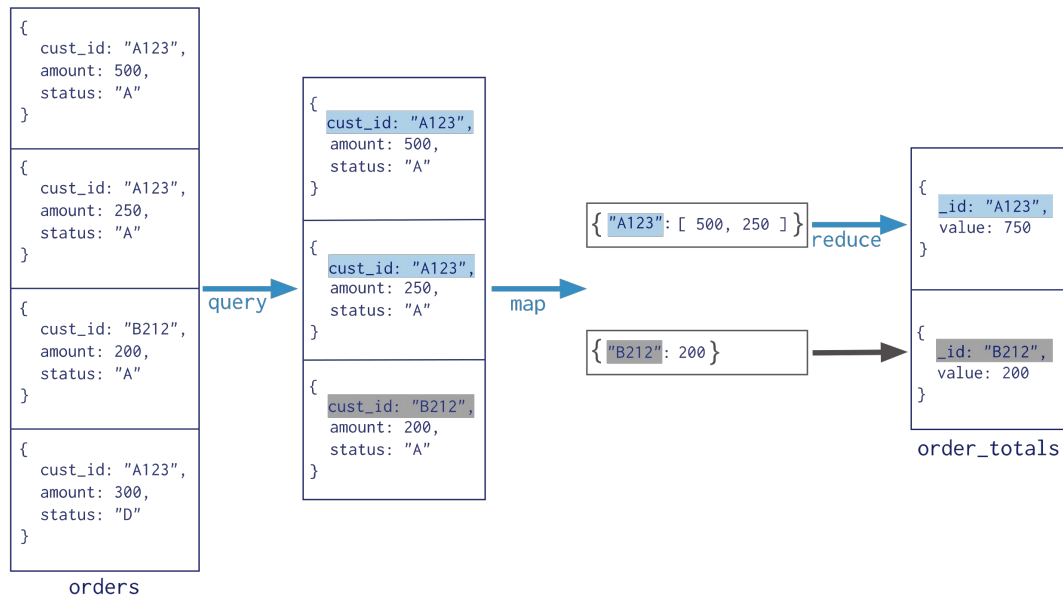 {
cust_id: "A123",
amount: 500,
status: "A"
}
{
cust_id: "A123",
amount: 250,
status: "A"
}
{
cust_id: "B212",
amount: 200,
status: "A"
}
{
cust_id: "A123",
amount: 300,
status: "D"
}
orders
query
{
cust_id: "A123",
amount: 500,
status: "A"
}
{
cust_id: "A123",
amount: 250,
status: "A"
}
{
cust_id: "B212",
amount: 200,
status: "A"
}
map
{ "A123": [ 500, 250 ] }
{ "B212": 200 }
reduce
{
_id: "A123",
value: 750
}
{
_id: "B212",
value: 200
}
order_totals